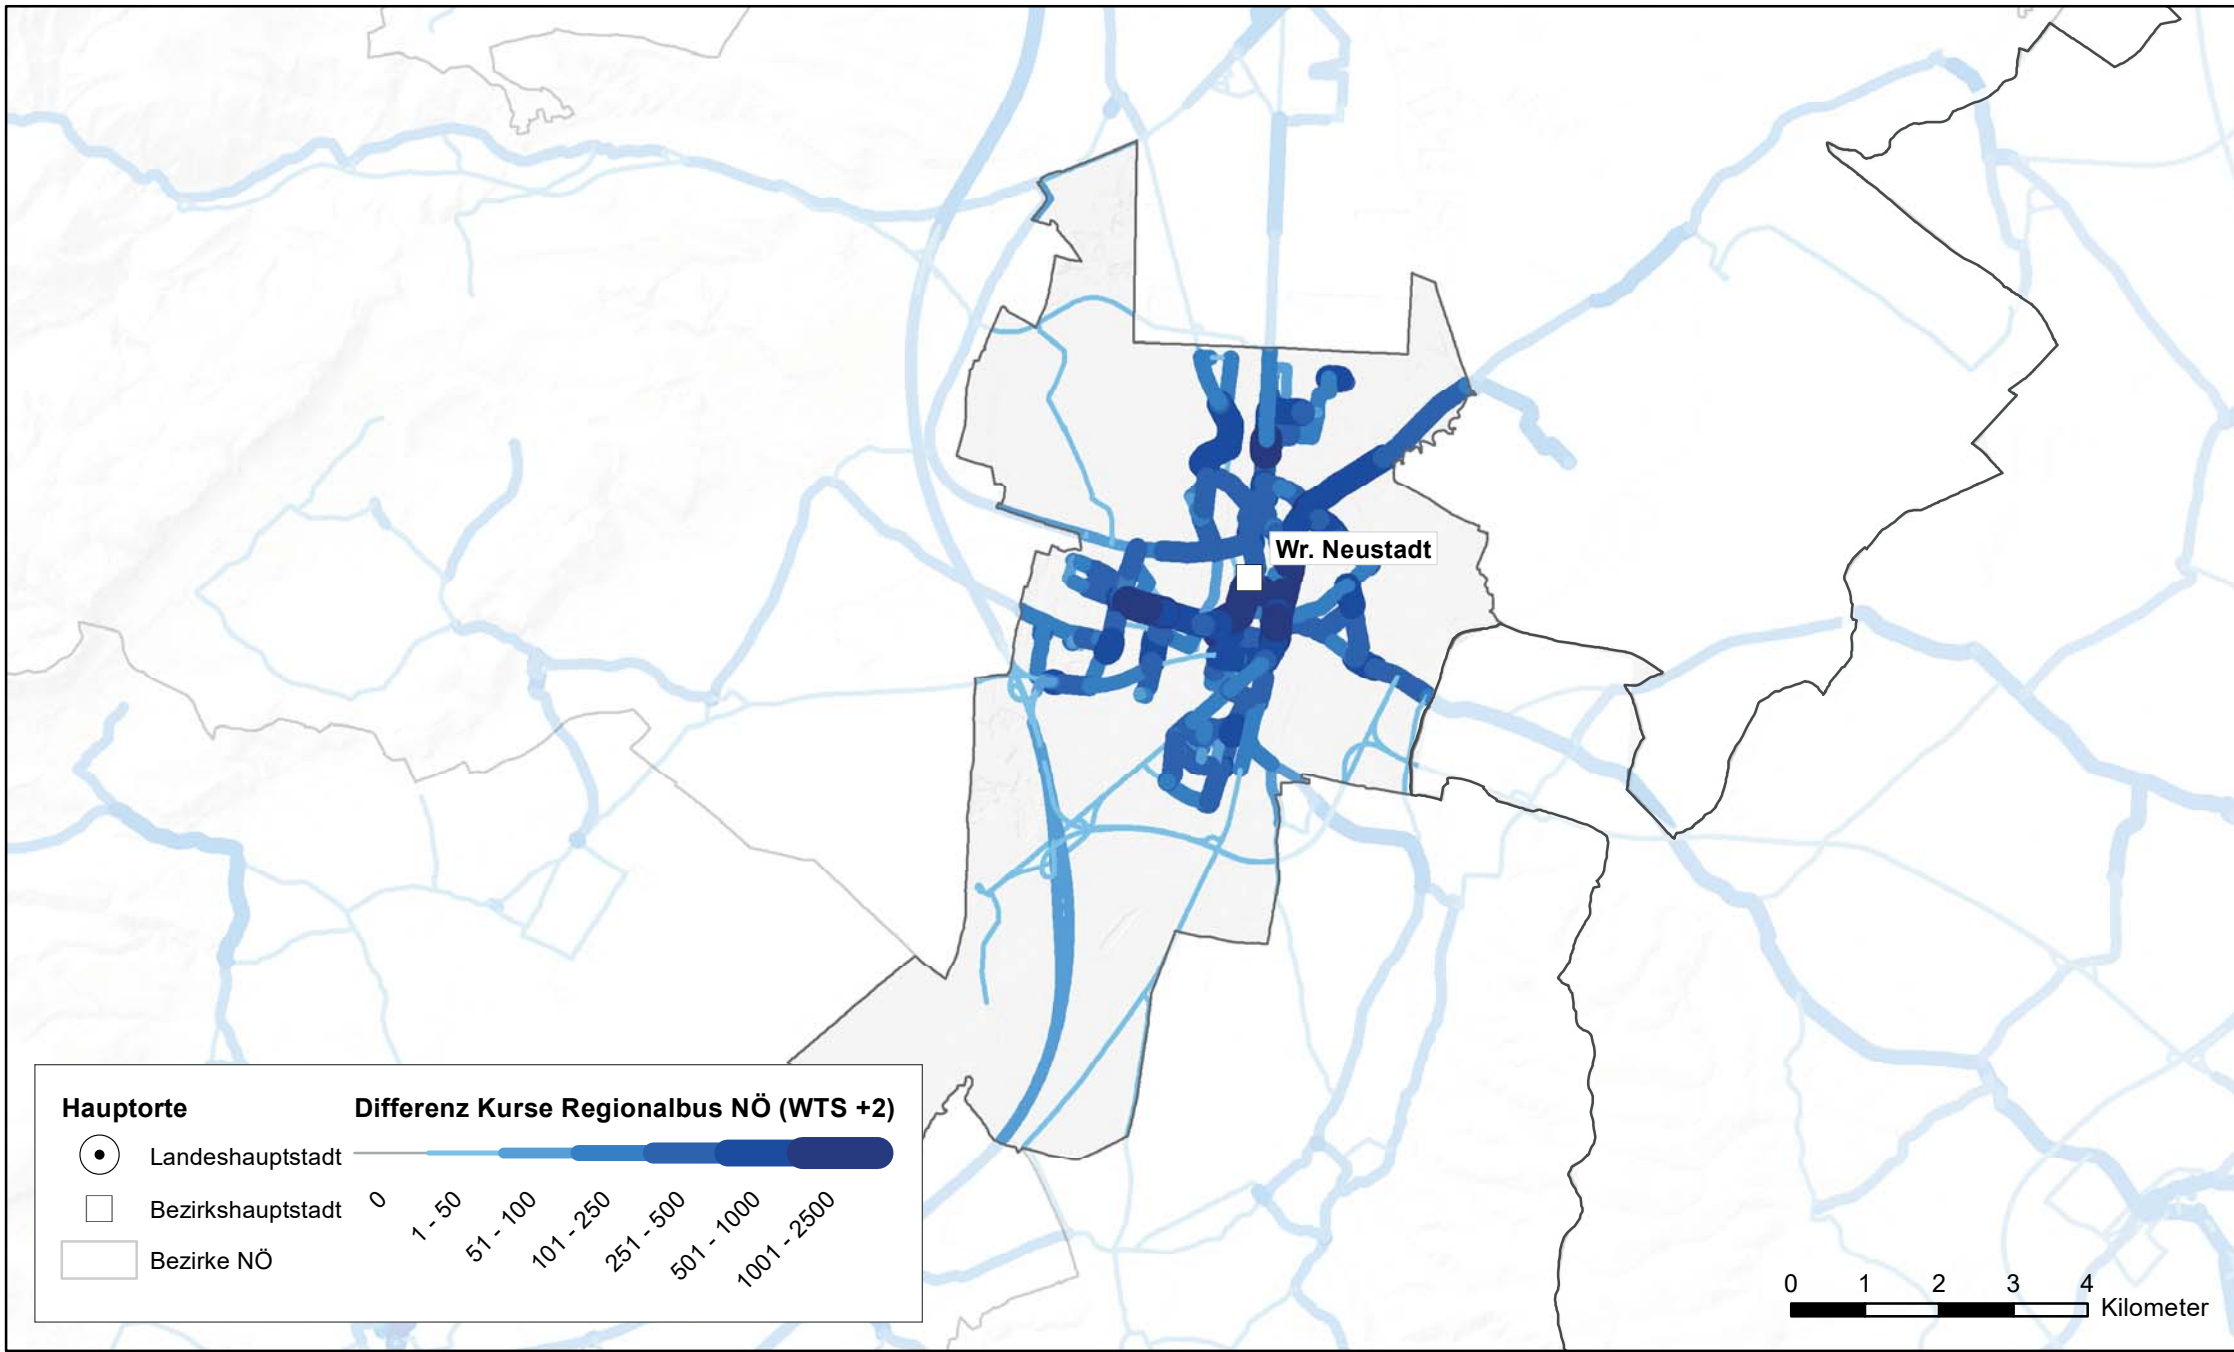 Wr. Neustadt
Hauptorte
Landeshauptstadt
Bezirkshauptstadt
Bezirke NÖ
Differenz Kurse Regionalbus NÖ (WTS +2)
0
1 - 50
51 - 100
101 - 250
251 - 500
501 - 1000
1001 - 2500
0 1 2 3 4
Kilometer